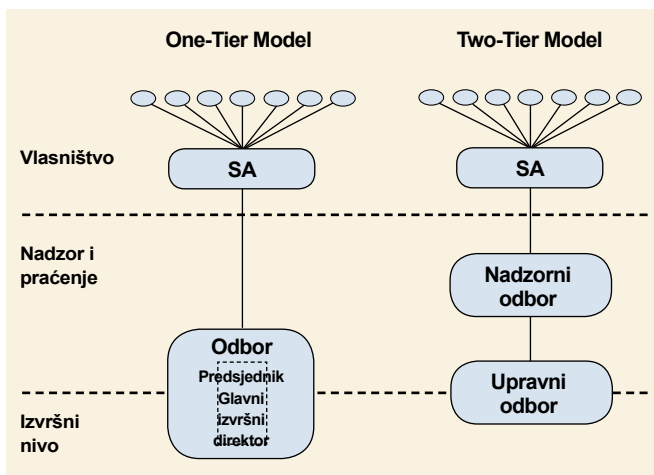 One-Tier Model
Two-Tier Model
Vlasništvo
SA
SA
Nadzor i
praćenje
Nadzorni
odbor
Odbor
Predsjednik
Glavni
izvršni
direktor
Upravni
odbor
Izvršni
nivo